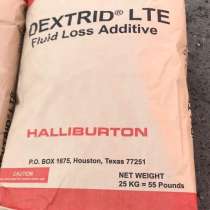 DEXTRID® LTE
Fluid Loss Additive
HALLIBURTON
P.O. BOX 1675, Houston, Texas 77251
CAUTION
NET WEIGHT
25 KG = 55 Pounds